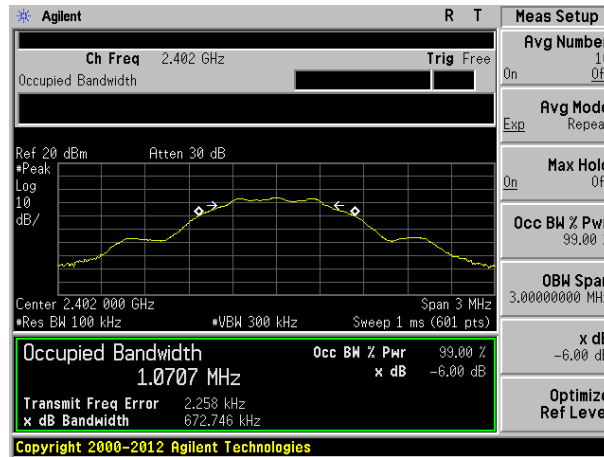 Agilent R T Meas Setup
Ch Freq 2.402 GHz Trig Free
Occupied Bandwidth
Avg Number
On
Avg Mode
Exp
Max Hold
On
Occ BW % Pwr
99.00
OBW Span
3.00000000
x dB
-6.00
Optimize
Ref Level
Ref 20 dBm Atten 30 dB
#Peak
Log
10
dB/
Center 2.402 000 GHz Span 3 MHz
#Res BW 100 kHz #VBW 300 kHz Sweep 1 ms (601 pts)
Occupied Bandwidth Occ BW % Pwr 99.00 %
1.0707 MHz x dB -6.00 dB
Transmit Freq Error 2.258 kHz
x dB Bandwidth 672.746 kHz
Copyright 2000-2012 Agilent Technologies